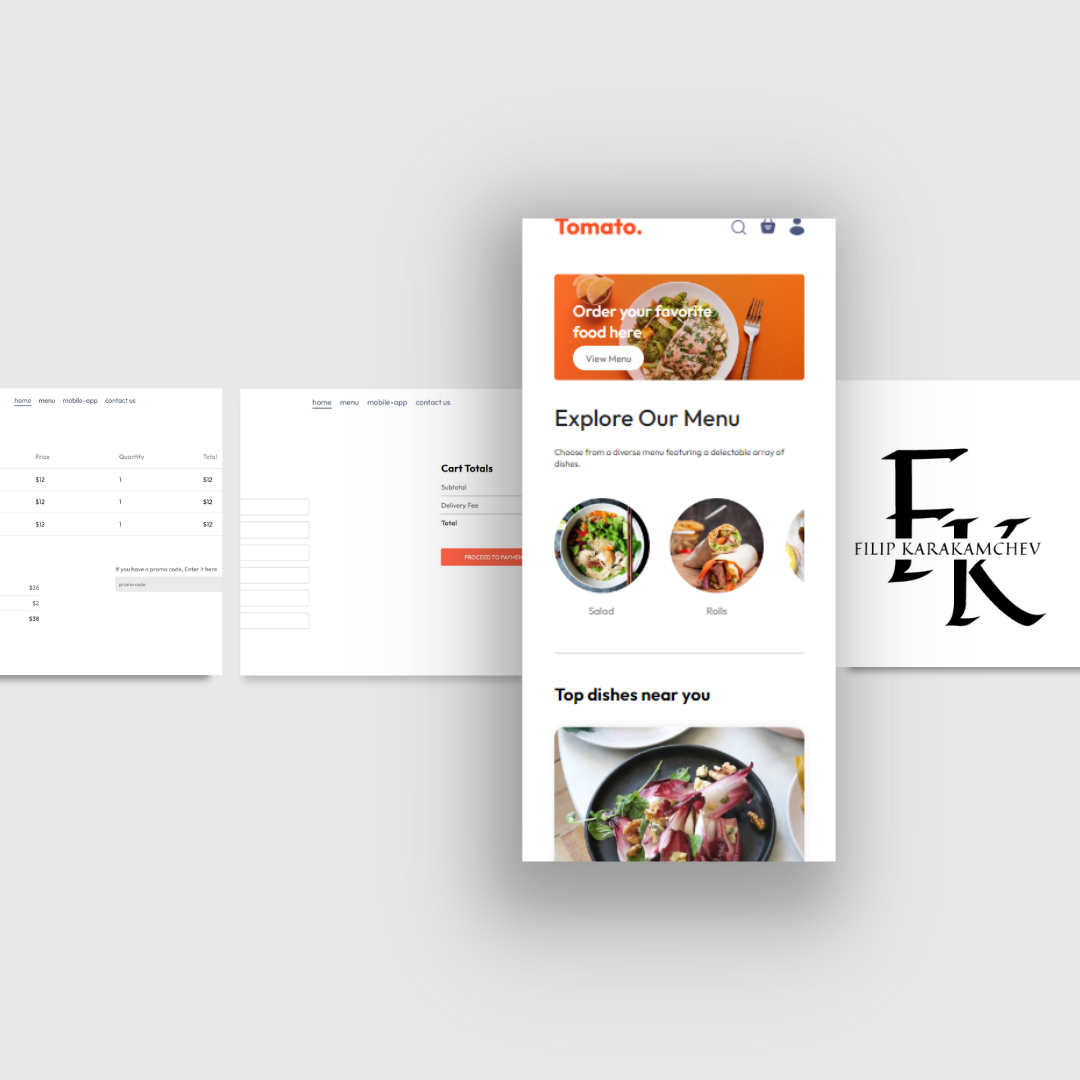 home menu mobile-app contact us
Price Quantity Total
$12 1 $12
$12 1 $12
$12 1 $12
If you have a promo code, Enter it here
promo code
$36
$2
$38
home menu mobile-app contact us
Cart Totals
Subtotal
Delivery Fee
Total
PROCEED TO PAYMEN
Tomato.
Order your favorite
food here
View Menu
Explore Our Menu
Choose from a diverse menu featuring a delectable array of
dishes.
Salad Rolls
Top dishes near you
FK
FILIP KARAKAMCHEV